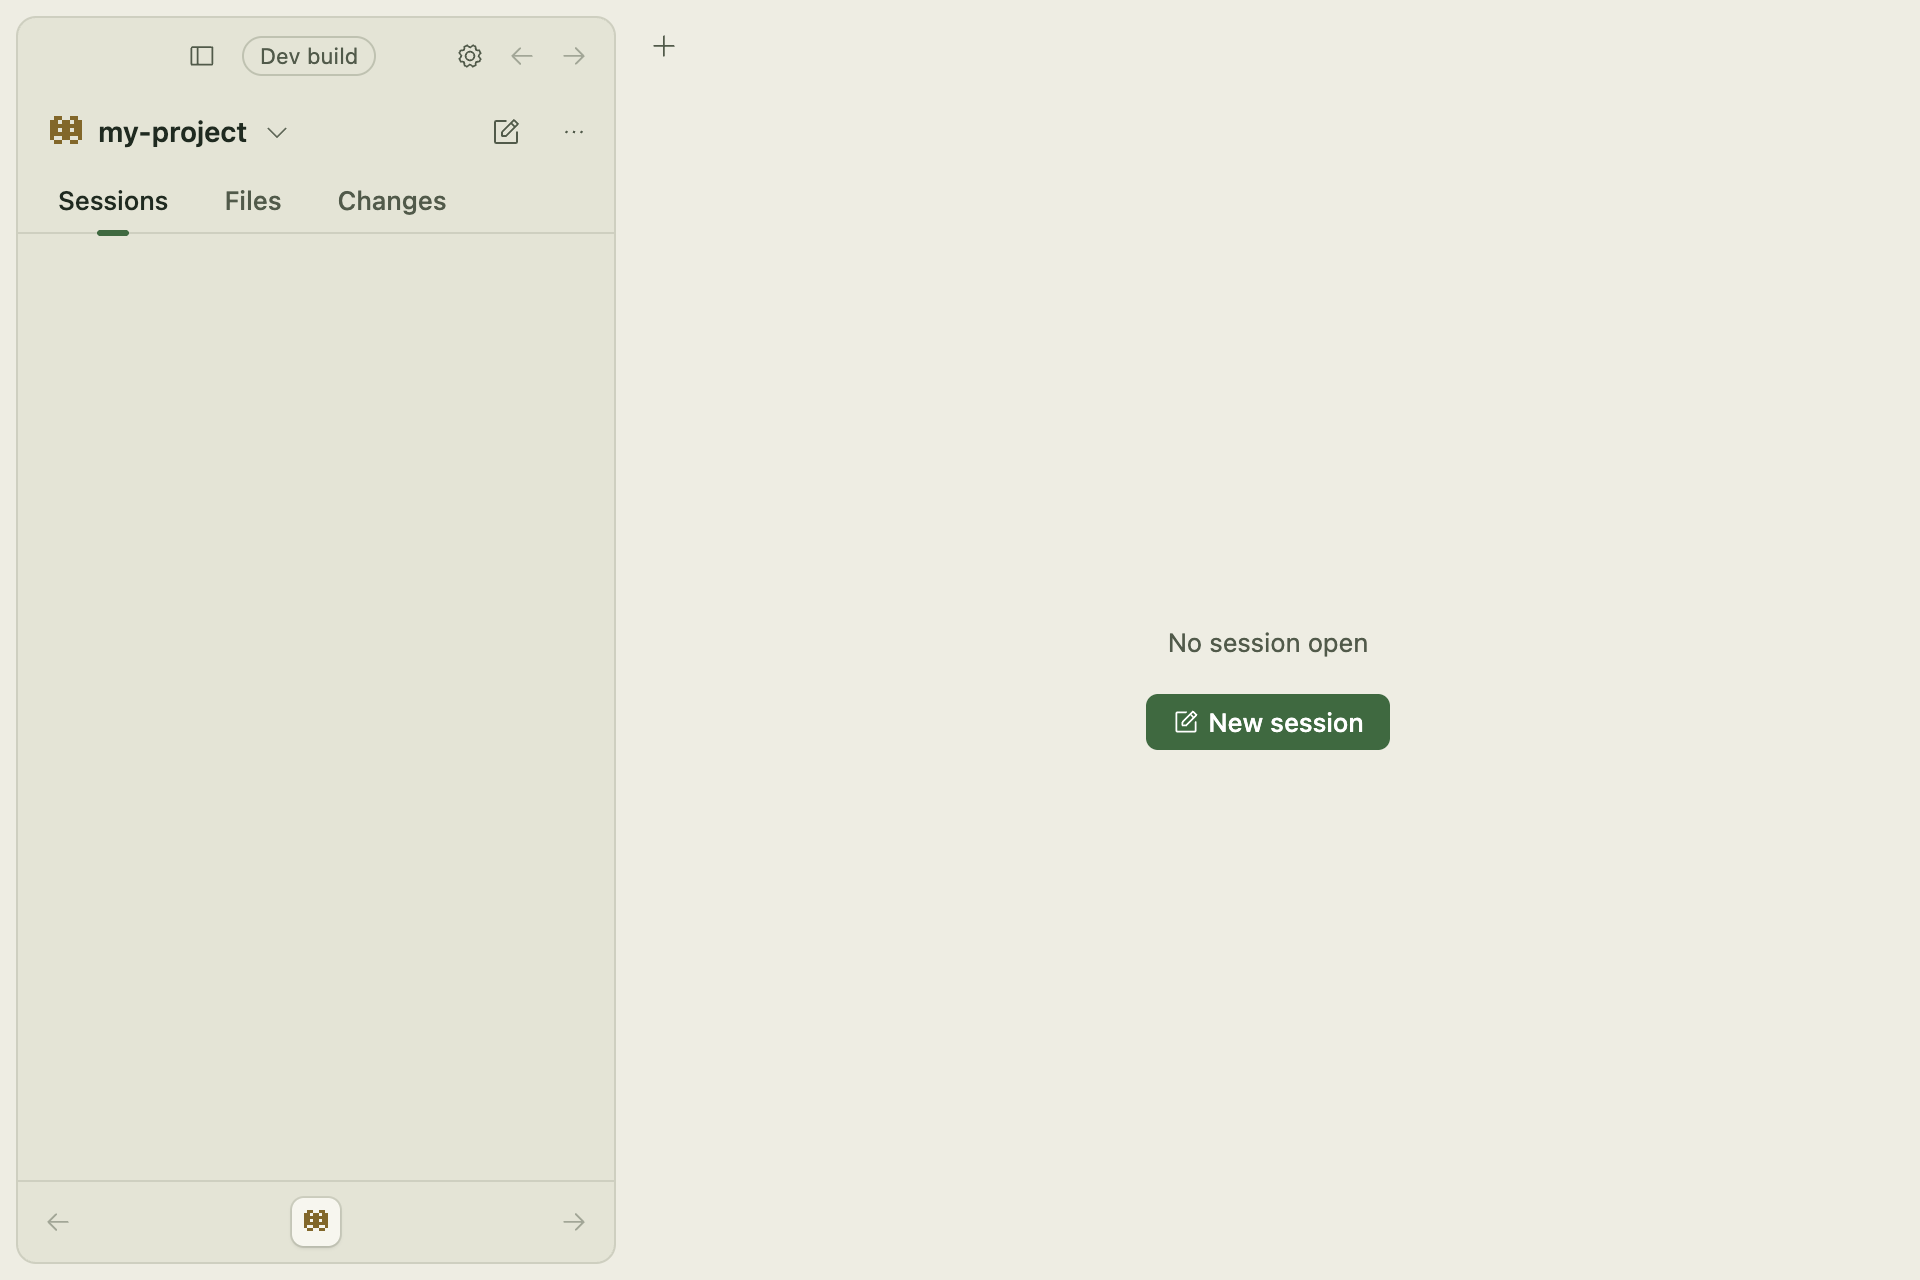 Dev build
my-project
Sessions
Files
Changes
No session open
New session